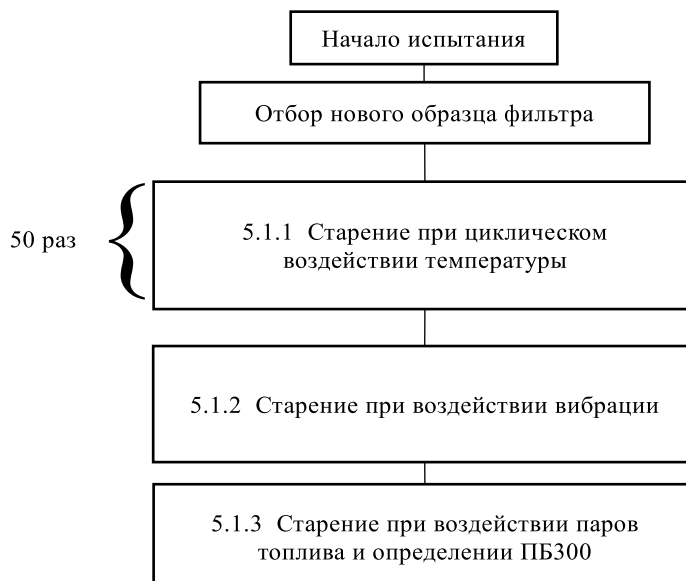 Начало испытания
Отбор нового образца фильтра
50 раз
5.1.1 Старение при циклическом
воздействии температуры
5.1.2 Старение при воздействии вибрации
5.1.3 Старение при воздействии паров
топлива и определении ПБ300